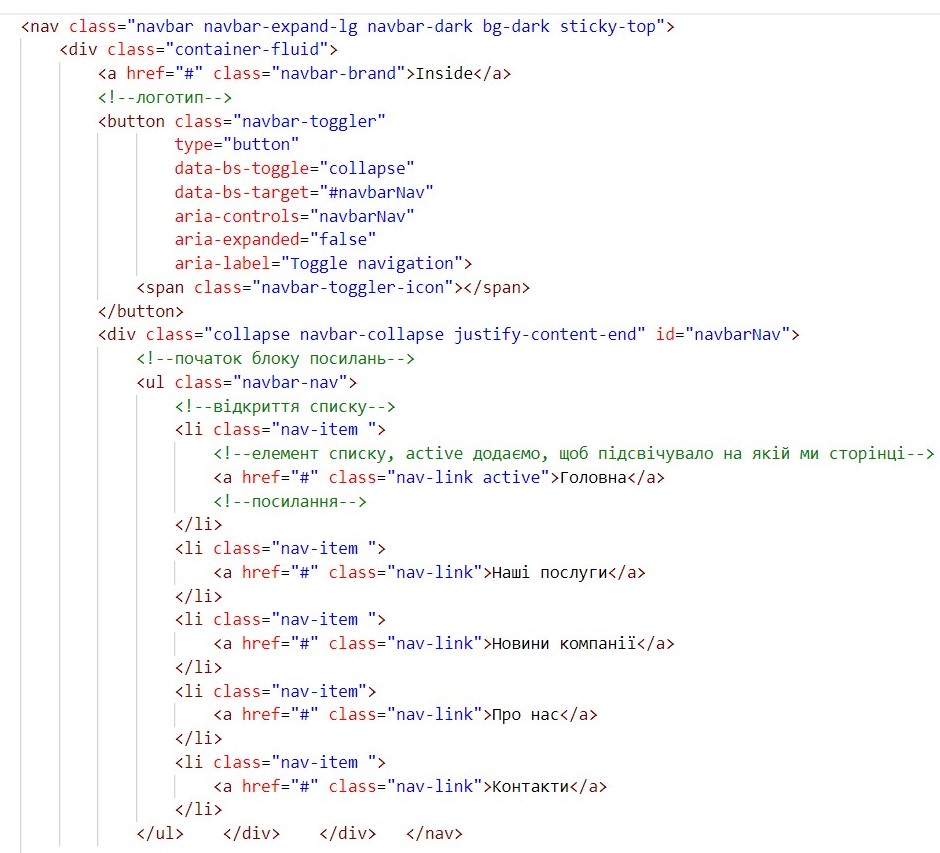 <nav class="navbar navbar-expand-lg navbar-dark bg-dark sticky-top">
<div class="container-fluid">
<a href="#" class="navbar-brand">Inside</a>
<!--логотип-->
<button class="navbar-toggler"
type="button"
data-bs-toggle="collapse"
data-bs-target="#navbarNav"
aria-controls="navbarNav"
aria-expanded="false"
aria-label="Toggle navigation">
<span class="navbar-toggler-icon"></span>
</button>
<div class="collapse navbar-collapse justify-content-end" id="navbarNav">
<!--початок блоку посилань-->
<ul class="navbar-nav">
<!--відкриття списку-->
<li class="nav-item ">
<!--елемент списку, active додаємо, щоб підсвічувало на якій ми сторінці-->
<a href="#" class="nav-link active">Головна</a>
<!--посилання-->
</li>
<li class="nav-item ">
<a href="#" class="nav-link">Наші послуги</a>
</li>
<li class="nav-item ">
<a href="#" class="nav-link">Новини компанії</a>
</li>
<li class="nav-item">
<a href="#" class="nav-link">Про нас</a>
</li>
<li class="nav-item ">
<a href="#" class="nav-link">Контакти</a>
</li>
</ul>    </div>    </div>   </nav>